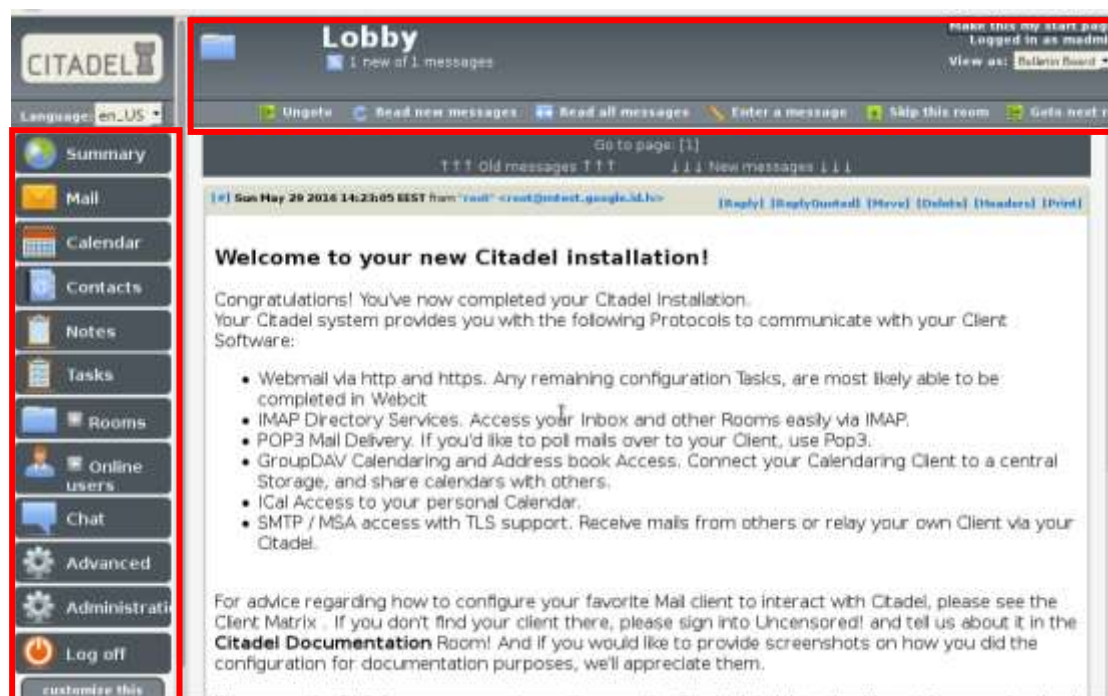 CITADEL
Language: en_US
Summary
Mail
Calendar
Contacts
Notes
Tasks
Rooms
Online
users
Chat
Advanced
Administrati
Log off
customize this
Lobby
1 new of 1 messages
Make this my start pag
Logged in as madmi
View as: Bulletin Board
Ungoto Read new messages Read all messages Enter a message Skip this room Goto next r
Go to page: [1]
↑↑↑ Old messages ↑↑↑ ↓↓↓ New messages ↓↓↓
[#] Sun May 29 2016 14:23:05 EEST from "root"
[Reply] [ReplyQuoted] [Move] [Delete] [Headers] [Print]
Welcome to your new Citadel installation!
Congratulations! You've now completed your Citadel Installation.
Your Citadel system provides you with the following Protocols to communicate with your Client
Software:
• Webmail via http and https. Any remaining configuration Tasks, are most likely able to be
completed in Webcit
• IMAP Directory Services. Access your Inbox and other Rooms easily via IMAP.
• POP3 Mail Delivery. If you'd like to poll mails over to your Client, use Pop3.
• GroupDAV Calendaring and Address book Access. Connect your Calendaring Client to a central
Storage, and share calendars with others.
• ICal Access to your personal Calendar.
• SMTP / MSA access with TLS support. Receive mails from others or relay your own Client via your
Citadel.
For advice regarding how to configure your favorite Mail client to interact with Citadel, please see the
Client Matrix . If you don't find your client there, please sign into Uncensored! and tell us about it in the
Citadel Documentation Room! And if you would like to provide screenshots on how you did the
configuration for documentation purposes, we'll appreciate them.